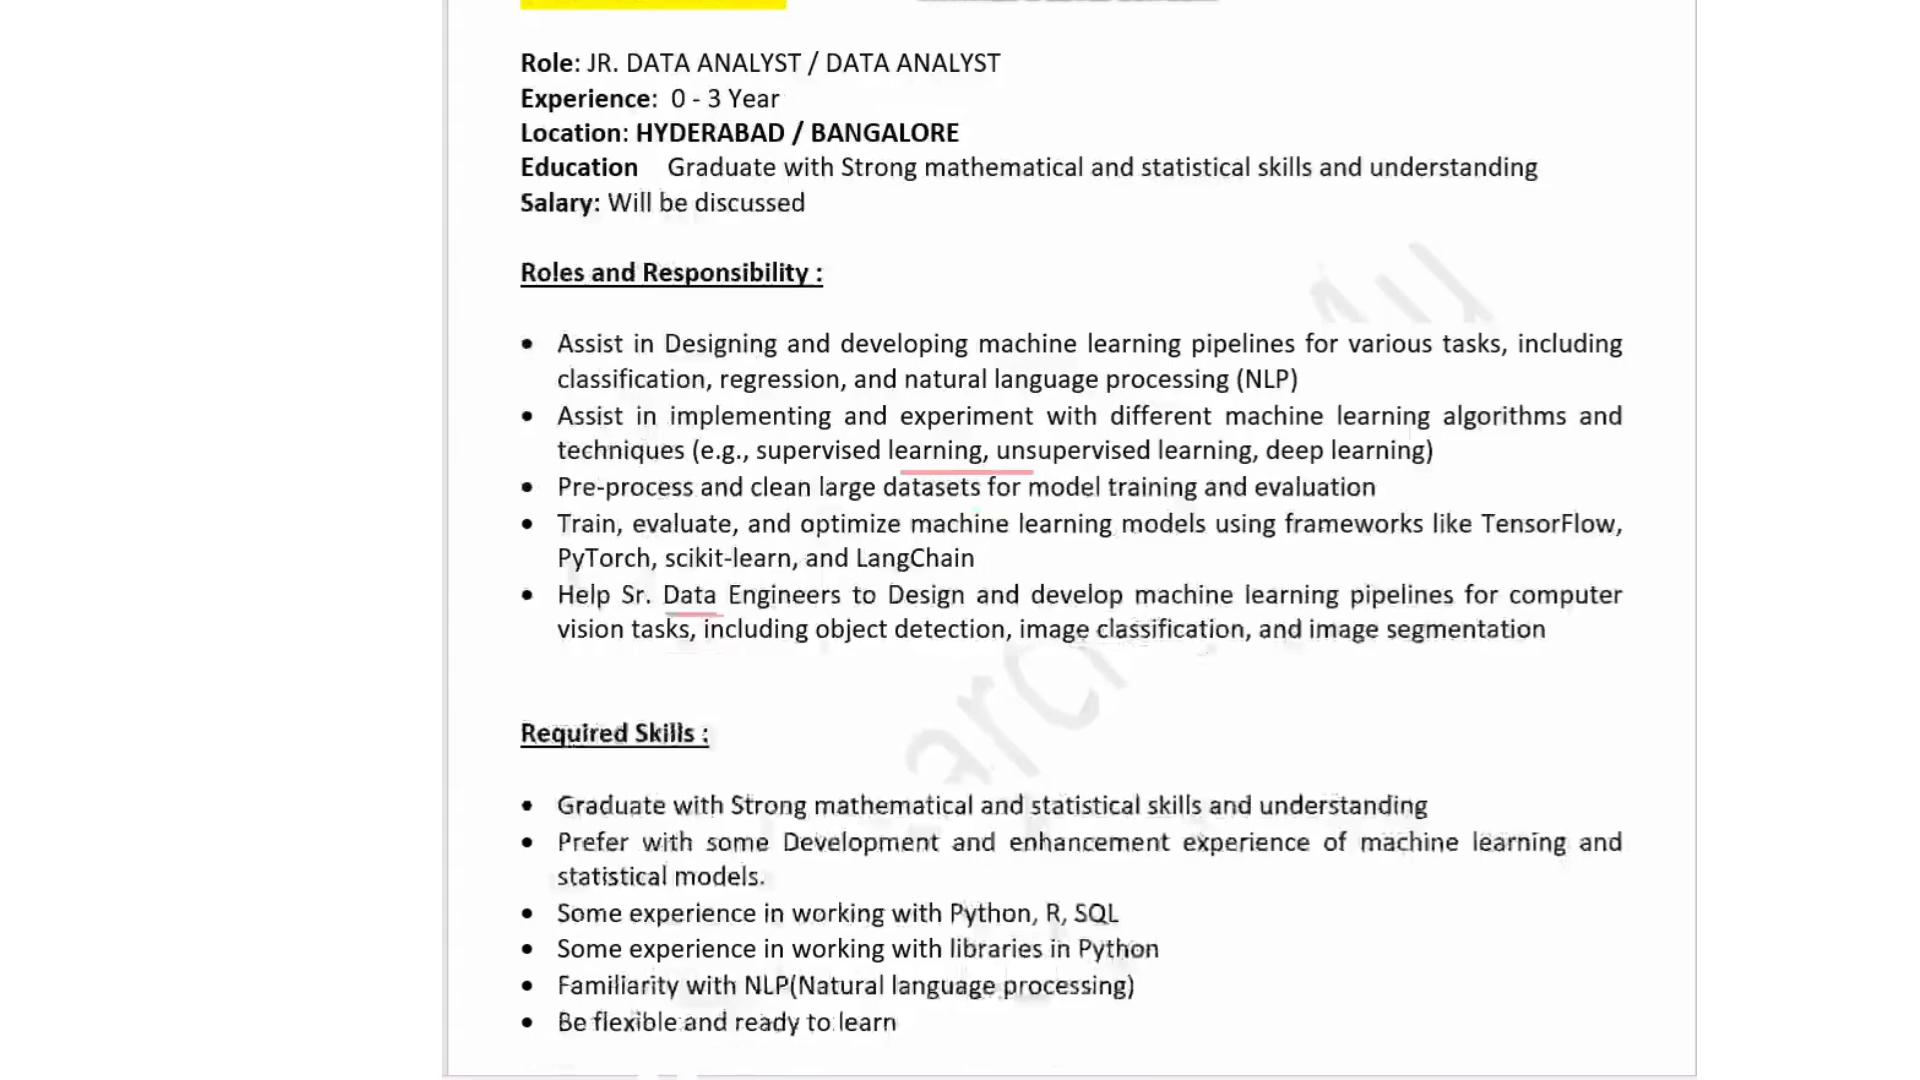 Role: JR. DATA ANALYST / DATA ANALYST
Experience: 0 - 3 Year
Location: HYDERABAD / BANGALORE
Education Graduate with Strong mathematical and statistical skills and understanding
Salary: Will be discussed
Roles and Responsibility :
• Assist in Designing and developing machine learning pipelines for various tasks, including
classification, regression, and natural language processing (NLP)
• Assist in implementing and experiment with different machine learning algorithms and
techniques (e.g., supervised learning, unsupervised learning, deep learning)
• Pre-process and clean large datasets for model training and evaluation
• Train, evaluate, and optimize machine learning models using frameworks like TensorFlow,
PyTorch, scikit-learn, and LangChain
• Help Sr. Data Engineers to Design and develop machine learning pipelines for computer
vision tasks, including object detection, image classification, and image segmentation
Required Skills :
• Graduate with Strong mathematical and statistical skills and understanding
• Prefer with some Development and enhancement experience of machine learning and
statistical models.
• Some experience in working with Python, R, SQL
• Some experience in working with libraries in Python
• Familiarity with NLP(Natural language processing)
• Be flexible and ready to learn